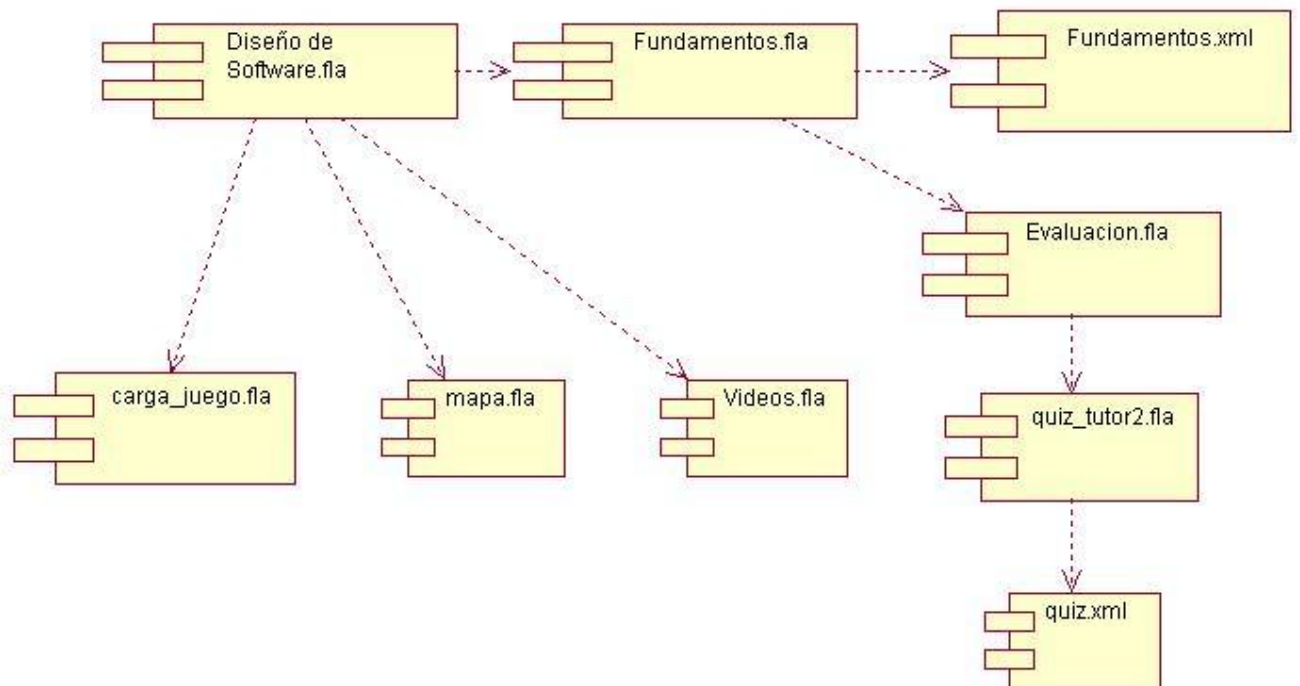 Diseño de
Software.fla
Fundamentos.fla
Fundamentos.xml
Evaluacion.fla
carga_juego.fla
mapa.fla
Videos.fla
quiz_tutor2.fla
quiz.xml